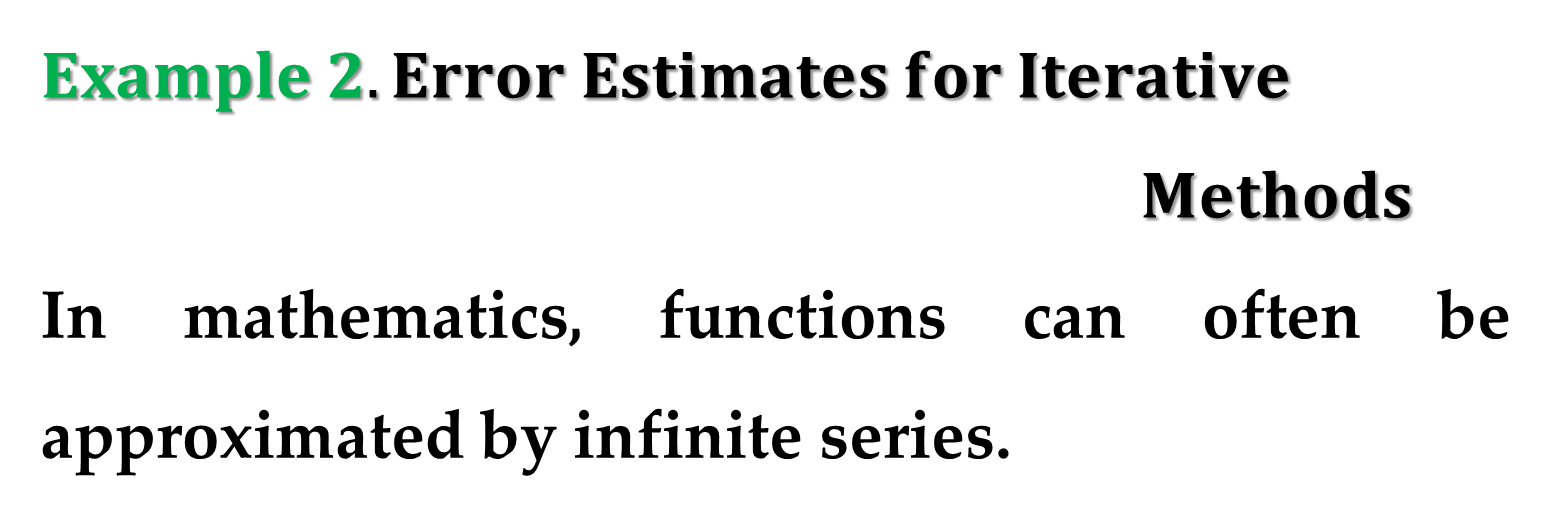 Example 2. Error Estimates for Iterative
Methods
In mathematics, functions can often be
approximated by infinite series.